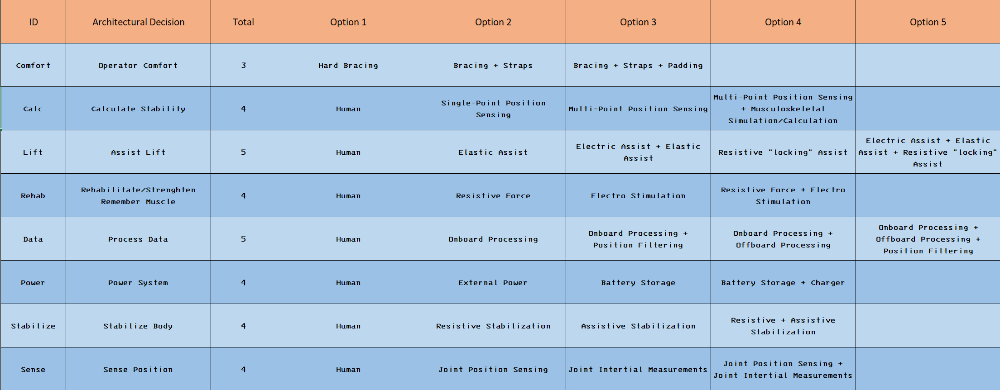 ID Architectural Decision Total Option 1 Option 2 Option 3 Option 4 Option 5
Comfort Operator Comfort 3 Hard Bracing Bracing + Straps Bracing + Straps + Padding
Calc Calculate Stability 4 Human
Single-Point Position
Sensing
Multi-Point Position Sensing
Multi-Point Position Sensing
+ Musculoskeletal
Simulation/Calculation
Lift Assist Lift 5 Human Elastic Assist
Electric Assist + Elastic
Assist
Resistive "locking" Assist
Electric Assist + Elastic
Assist + Resistive "locking"
Assist
Rehab
Rehabilitate/Strenghten
Remember Muscle
4 Human Resistive Force Electro Stimulation
Resistive Force + Electro
Stimulation
Data Process Data 5 Human Onboard Processing
Onboard Processing +
Position Filtering
Onboard Processing +
Offboard Processing
Onboard Processing +
Offboard Processing +
Position Filtering
Power Power System 4 Human External Power Battery Storage Battery Storage + Charger
Stabilize Stabilize Body 4 Human Resistive Stabilization Assistive Stabilization
Resistive + Assistive
Stabilization
Sense Sense Position 4 Human Joint Position Sensing Joint Intertial Measurements
Joint Position Sensing +
Joint Intertial Measurements